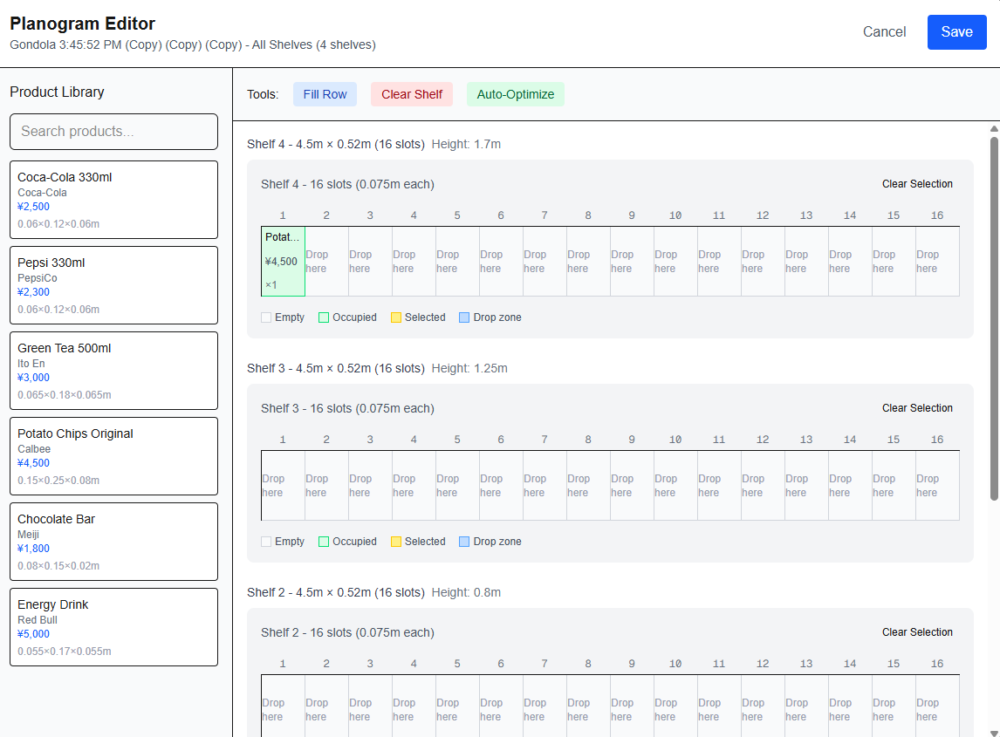 Planogram Editor
Gondola 3:45:52 PM (Copy) (Copy) (Copy) - All Shelves (4 shelves)
Cancel
Save
Product Library
Search products...
Coca-Cola 330ml
Coca-Cola
¥2,500
0.06×0.12×0.06m
Pepsi 330ml
PepsiCo
¥2,300
0.06×0.12×0.06m
Green Tea 500ml
Ito En
¥3,000
0.065×0.18×0.065m
Potato Chips Original
Calbee
¥4,500
0.15×0.25×0.08m
Chocolate Bar
Meiji
¥1,800
0.08×0.15×0.02m
Energy Drink
Red Bull
¥5,000
0.055×0.17×0.055m
Tools: Fill Row Clear Shelf Auto-Optimize
Shelf 4 - 4.5m × 0.52m (16 slots) Height: 1.7m
Shelf 4 - 16 slots (0.075m each) Clear Selection
1 2 3 4 5 6 7 8 9 10 11 12 13 14 15 16
Potat...
¥4,500
×1
Drop Drop Drop Drop Drop Drop Drop Drop Drop Drop Drop Drop Drop Drop Drop
here here here here here here here here here here here here here here here
Empty Occupied Selected Drop zone
Shelf 3 - 4.5m × 0.52m (16 slots) Height: 1.25m
Shelf 3 - 16 slots (0.075m each) Clear Selection
1 2 3 4 5 6 7 8 9 10 11 12 13 14 15 16
Drop Drop Drop Drop Drop Drop Drop Drop Drop Drop Drop Drop Drop Drop Drop Drop
here here here here here here here here here here here here here here here here
Empty Occupied Selected Drop zone
Shelf 2 - 4.5m × 0.52m (16 slots) Height: 0.8m
Shelf 2 - 16 slots (0.075m each) Clear Selection
1 2 3 4 5 6 7 8 9 10 11 12 13 14 15 16
Drop Drop Drop Drop Drop Drop Drop Drop Drop Drop Drop Drop Drop Drop Drop Drop
here here here here here here here here here here here here here here here here